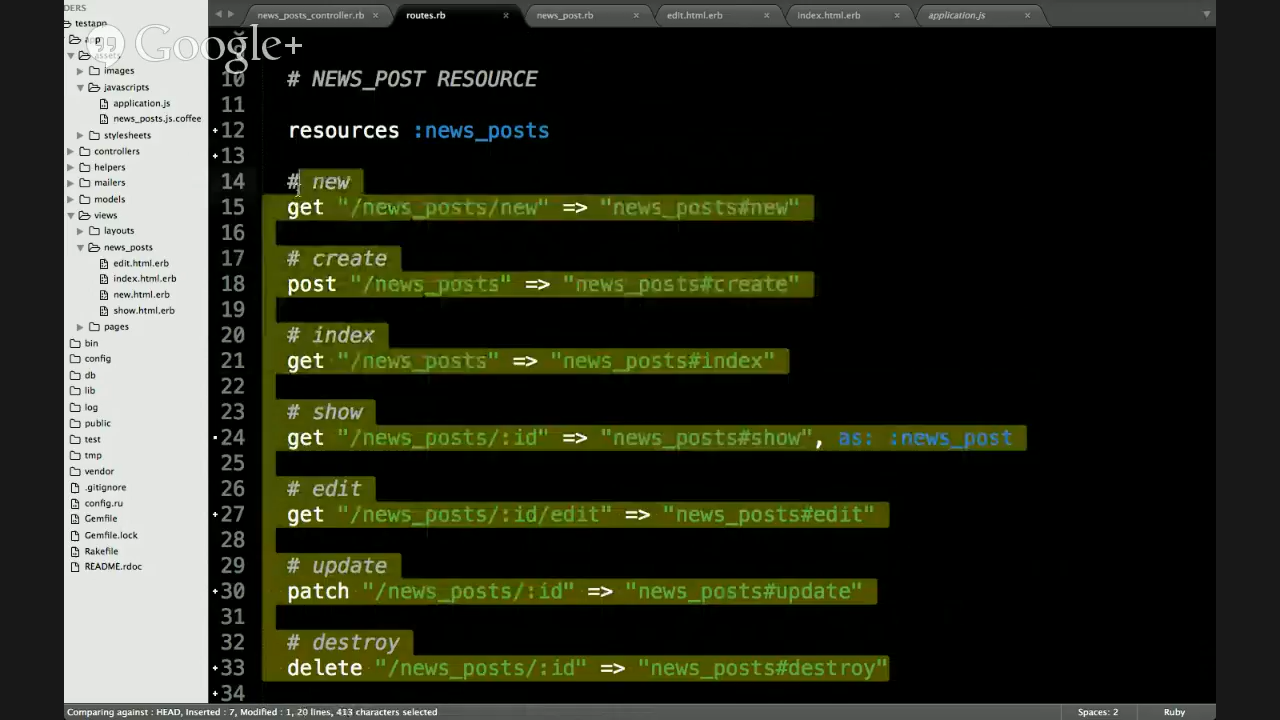 DERS
news_posts_controller.rb
routes.rb
news_post.rb
edit.html.erb
index.html.erb
application.js
testapp
app
Google+
assets
images
javascripts
application.js
news_posts.js.coffee
stylesheets
controllers
helpers
mailers
models
views
layouts
news_posts
edit.html.erb
index.html.erb
new.html.erb
show.html.erb
pages
bin
config
db
lib
log
public
test
tmp
vendor
.gitignore
config.ru
Gemfile
Gemfile.lock
Rakefile
README.rdoc
10 # NEWS_POST RESOURCE
11
12 resources :news_posts
13
14 # new
15 get "/news_posts/new" => "news_posts#new"
16
17 # create
18 post "/news_posts" => "news_posts#create"
19
20 # index
21 get "/news_posts" => "news_posts#index"
22
23 # show
24 get "/news_posts/:id" => "news_posts#show", as: :news_post
25
26 # edit
27 get "/news_posts/:id/edit" => "news_posts#edit"
28
29 # update
30 patch "/news_posts/:id" => "news_posts#update"
31
32 # destroy
33 delete "/news_posts/:id" => "news_posts#destroy"
34
Comparing against : HEAD, Inserted : 7, Modified : 1, 20 lines, 413 characters selected
Spaces: 2
Ruby